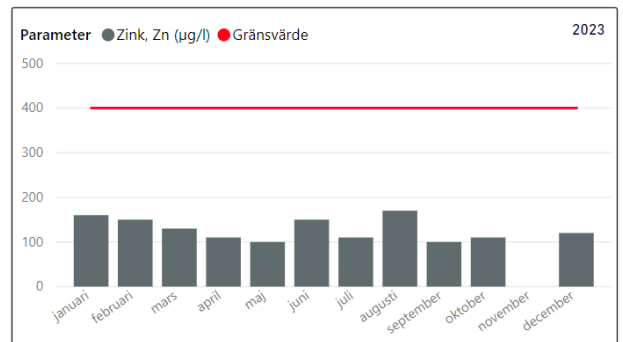 Parameter Zink, Zn (µg/l) Gränsvärde
2023
500
400
300
200
100
0
januari
februari
mars
april
maj
juni
juli
augusti
september
oktober
november
december